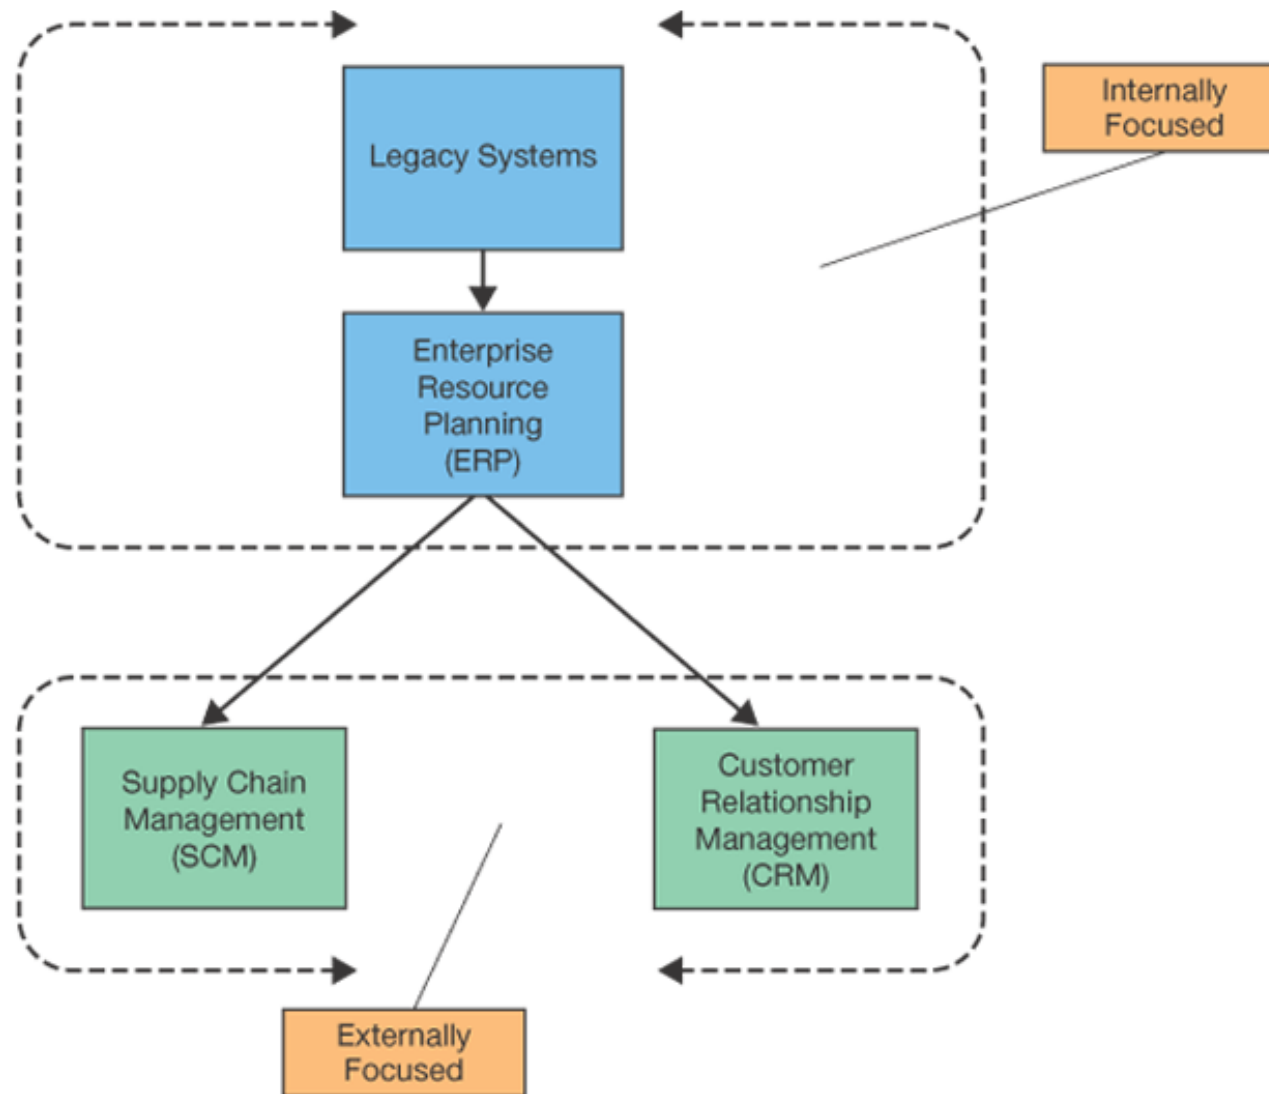 Internally
Focused
Legacy Systems
Enterprise
Resource
Planning
(ERP)
Supply Chain
Management
(SCM)
Customer
Relationship
Management
(CRM)
Externally
Focused